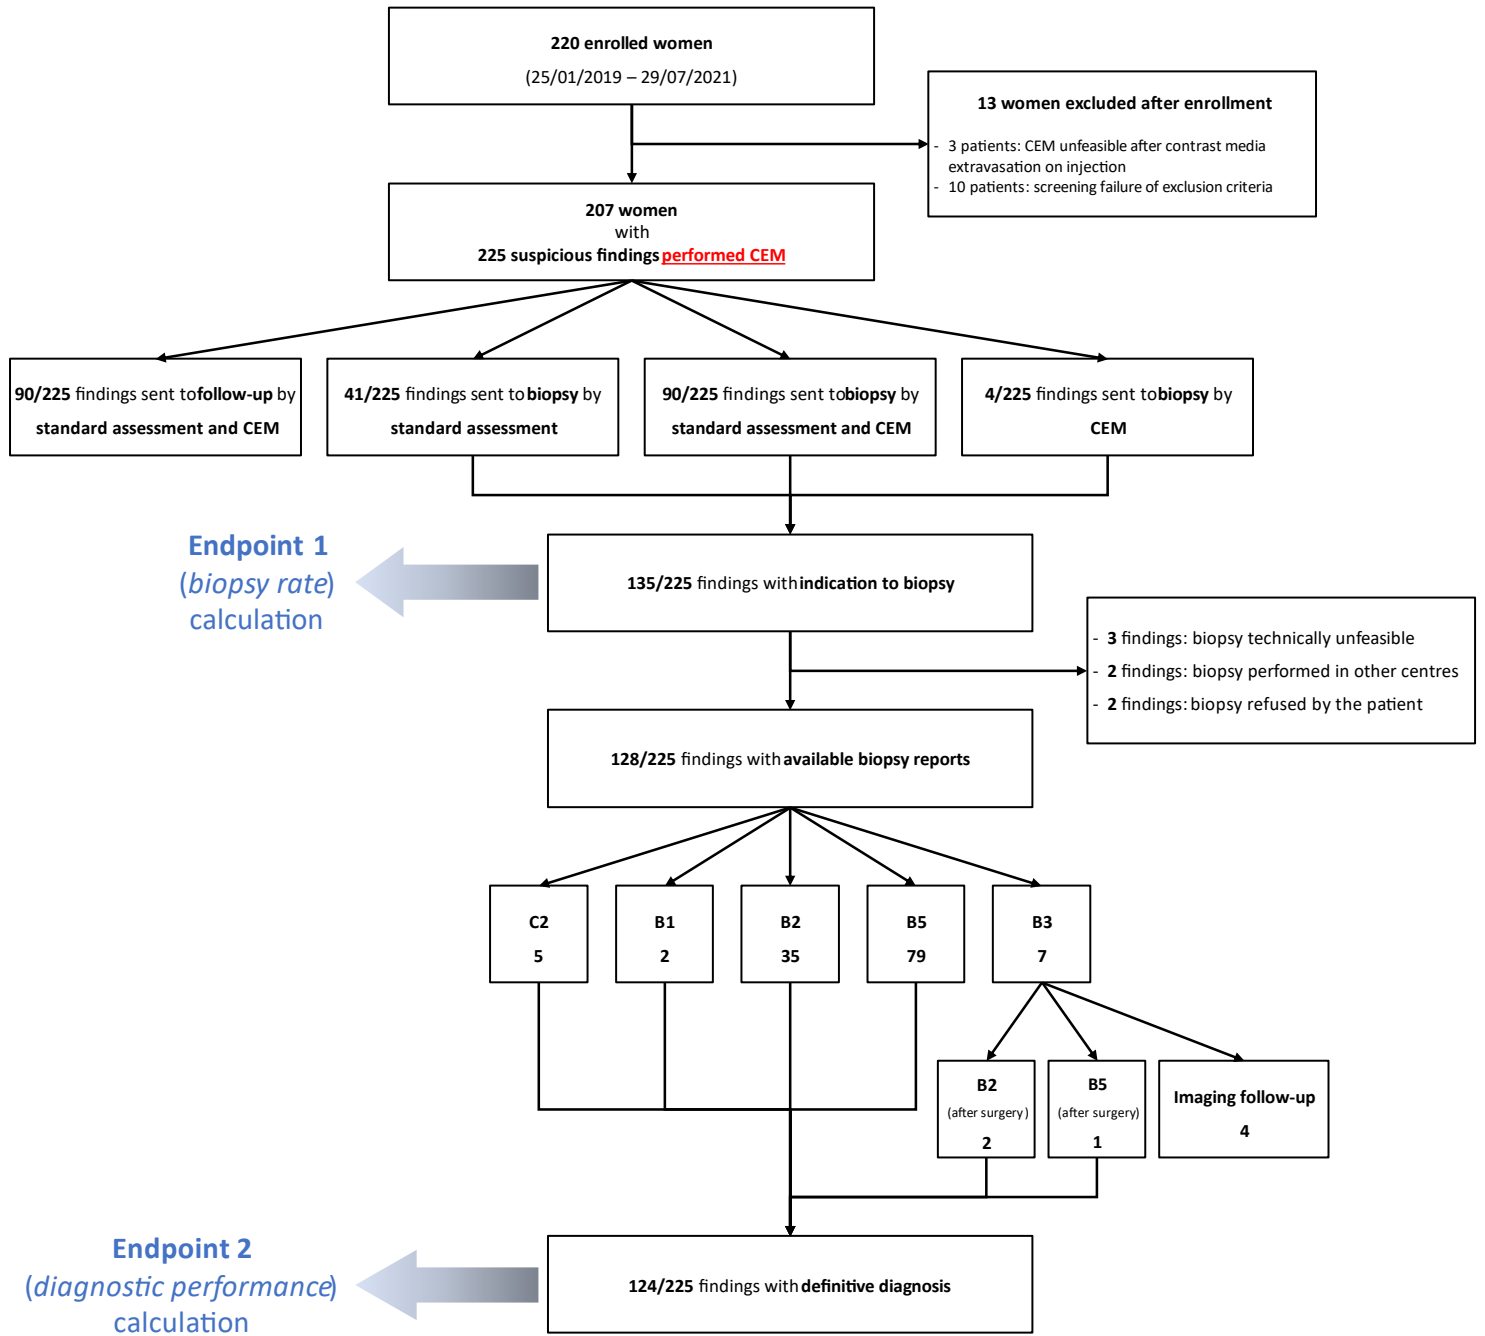 220 enrolled women
(25/01/2019 – 29/07/2021)
13 women excluded after enrollment
- 3 patients: CEM unfeasible after contrast media
extravasation on injection
- 10 patients: screening failure of exclusion criteria
207 women
with
225 suspicious findings performed CEM
90/225 findings sent to follow-up by
standard assessment and CEM
41/225 findings sent to biopsy by
standard assessment
90/225 findings sent to biopsy by
standard assessment and CEM
4/225 findings sent to biopsy by
CEM
Endpoint 1
(biopsy rate)
calculation
135/225 findings with indication to biopsy
- 3 findings: biopsy technically unfeasible
- 2 findings: biopsy performed in other centres
- 2 findings: biopsy refused by the patient
128/225 findings with available biopsy reports
C2
5
B1
2
B2
35
B5
79
B3
7
B2
(after surgery)
2
B5
(after surgery)
1
Imaging follow-up
4
Endpoint 2
(diagnostic performance)
calculation
124/225 findings with definitive diagnosis